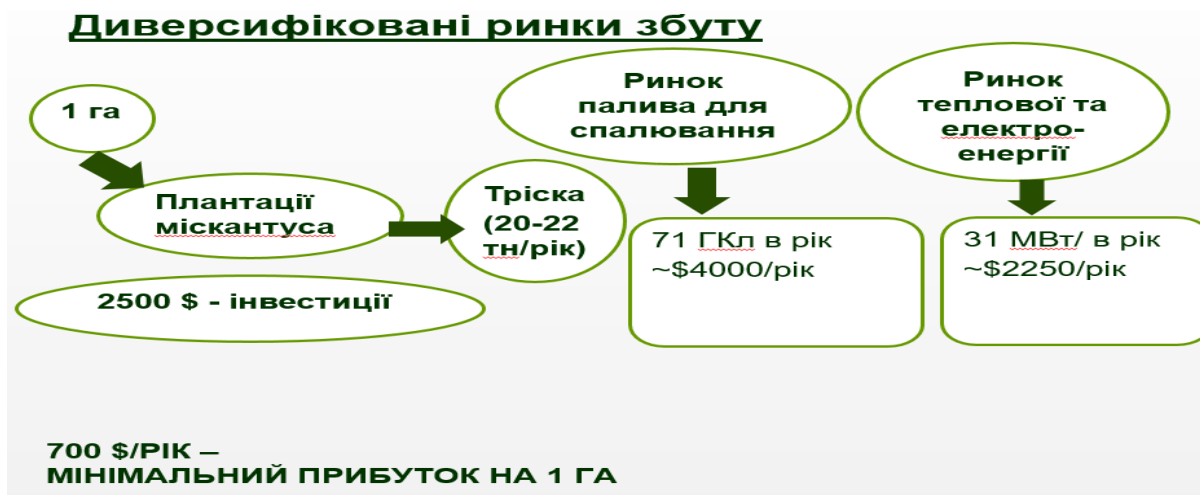 Диверсифіковані ринки збуту
1 га
Плантації
міскантуса
Тріска
(20-22
тн/рік)
2500 $ - інвестиції
Ринок
палива для
спалювання
71 ГКл в рік
~$4000/рік
Ринок
теплової та
електро-
енергії
31 МВт/ в рік
~$2250/рік
700 $/РІК –
МІНІМАЛЬНИЙ ПРИБУТОК НА 1 ГА